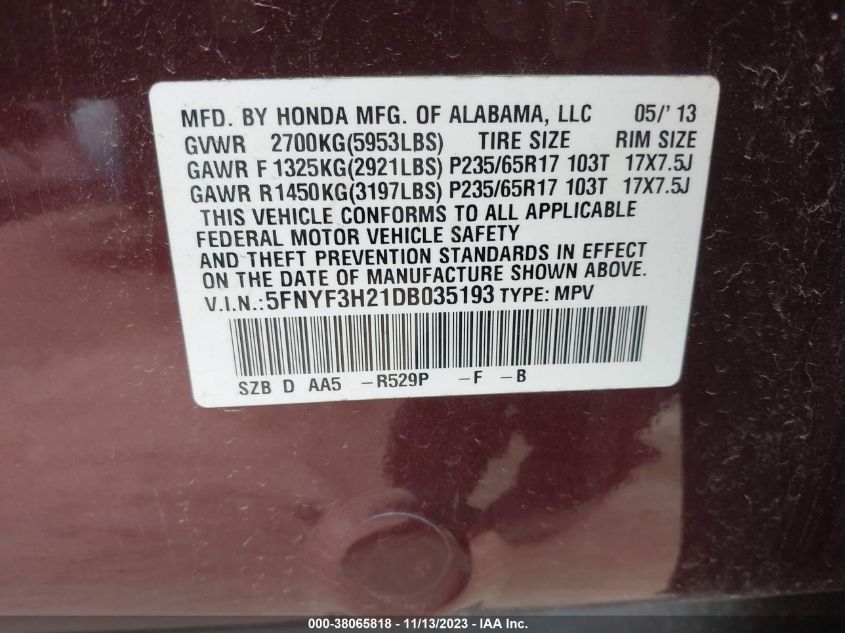 MFD. BY HONDA MFG. OF ALABAMA, LLC 05/'13
GVWR 2700KG(5953LBS) TIRE SIZE RIM SIZE
GAWR F 1325KG(2921LBS) P235/65R17 103T 17X7.5J
GAWR R1450KG(3197LBS) P235/65R17 103T 17X7.5J
THIS VEHICLE CONFORMS TO ALL APPLICABLE
FEDERAL MOTOR VEHICLE SAFETY
AND THEFT PREVENTION STANDARDS IN EFFECT
ON THE DATE OF MANUFACTURE SHOWN ABOVE.
V.I.N.:5FNYF3H21DB035193 TYPE: MPV
SZB D AA5 -R529P -F -B
000-38065818 - 11/13/2023 - IAA Inc.